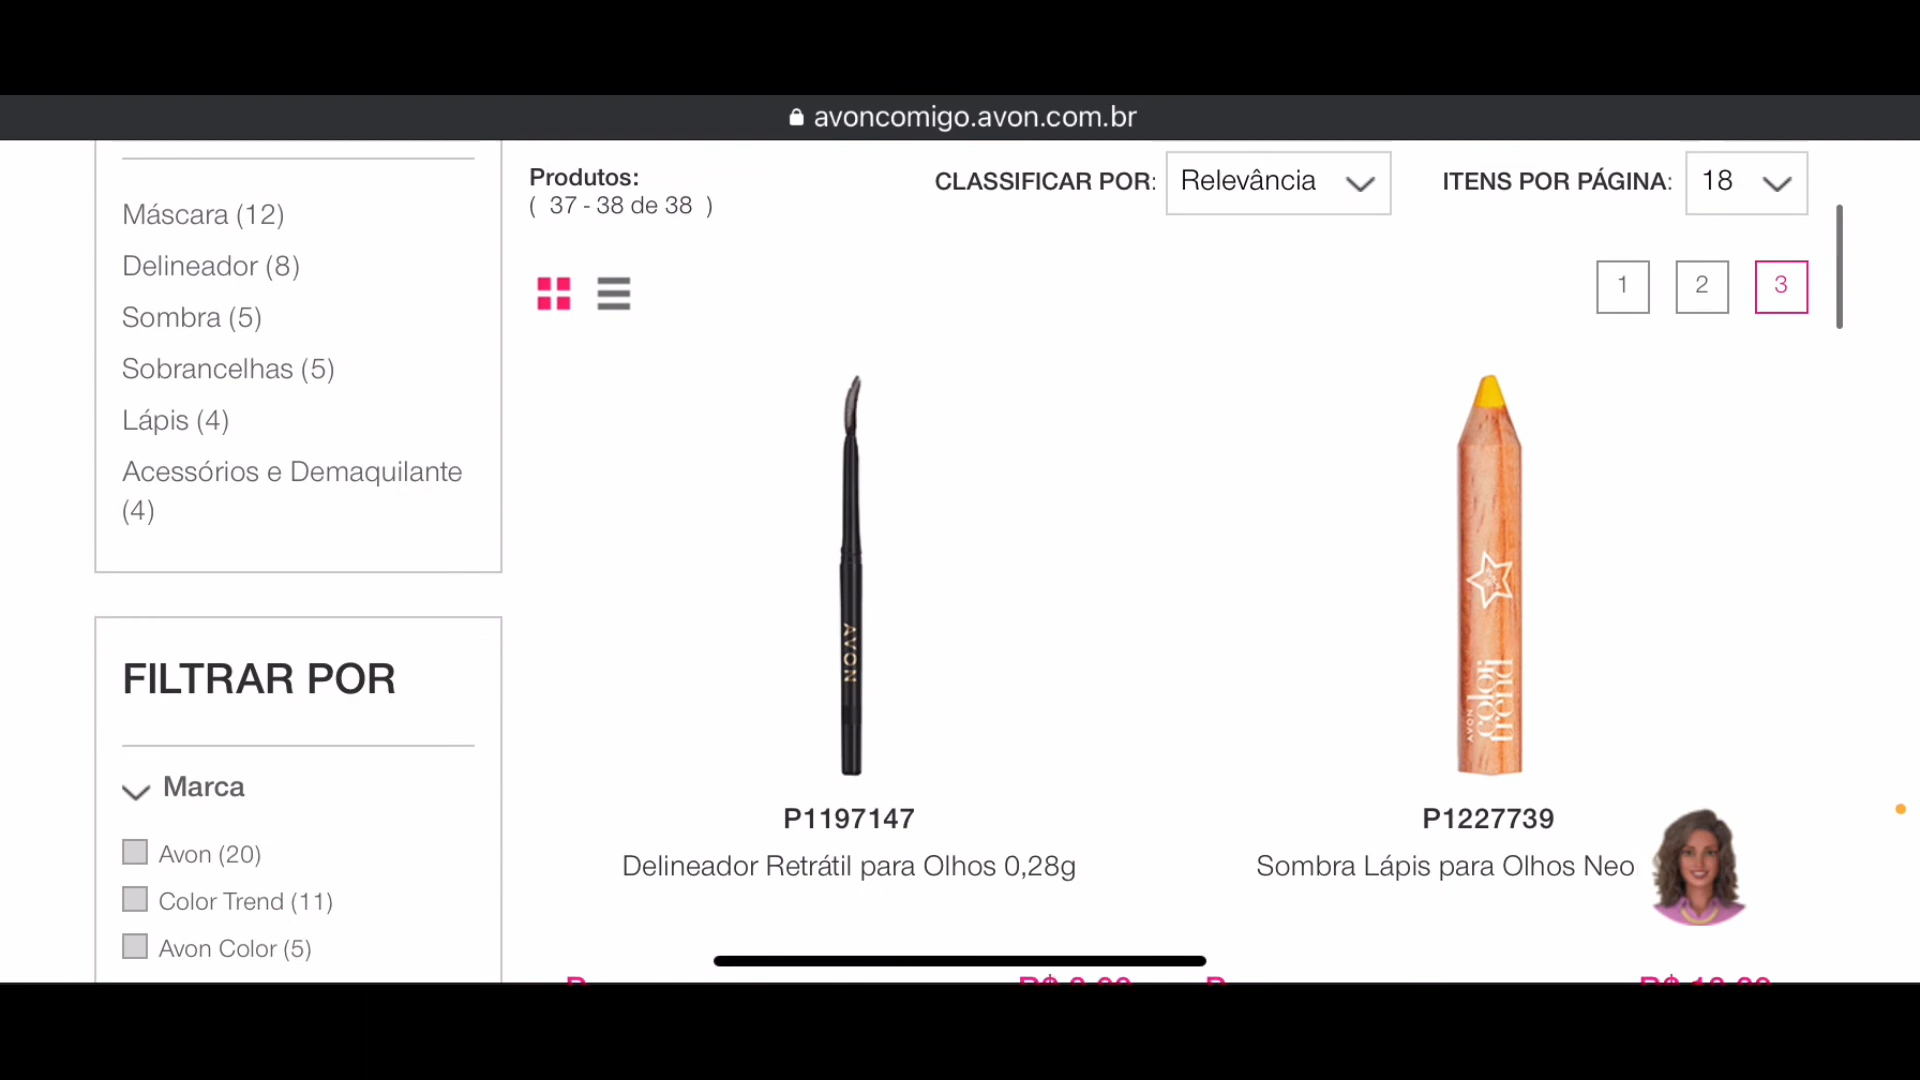 avoncomigo.avon.com.br
Máscara (12)
Delineador (8)
Sombra (5)
Sobrancelhas (5)
Lápis (4)
Acessórios e Demaquilante
(4)
FILTRAR POR
Marca
Avon (20)
Color Trend (11)
Avon Color (5)
Produtos:
( 37 - 38 de 38 )
CLASSIFICAR POR: Relevância
ITENS POR PÁGINA: 18
1 2 3
AVON
AVON
color
trend
P1197147
Delineador Retrátil para Olhos 0,28g
P1227739
Sombra Lápis para Olhos Neo